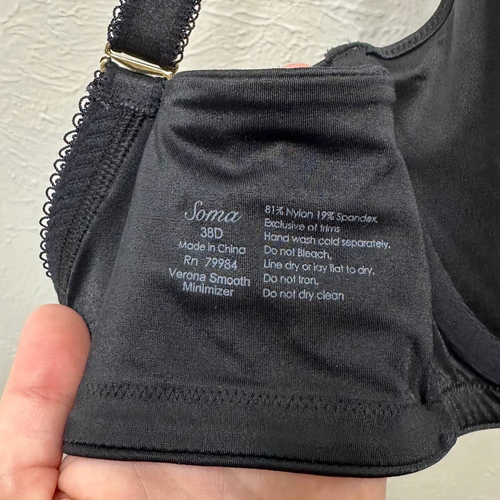 Soma
38D
Made in China
Rn 79984
Verona Smooth
Minimizer
81% Nylon 19% Spandex,
Exclusive of trims
Hand wash cold separately.
Do not Bleach,
Line dry or lay flat to dry.
Do not Iron,
Do not dry clean